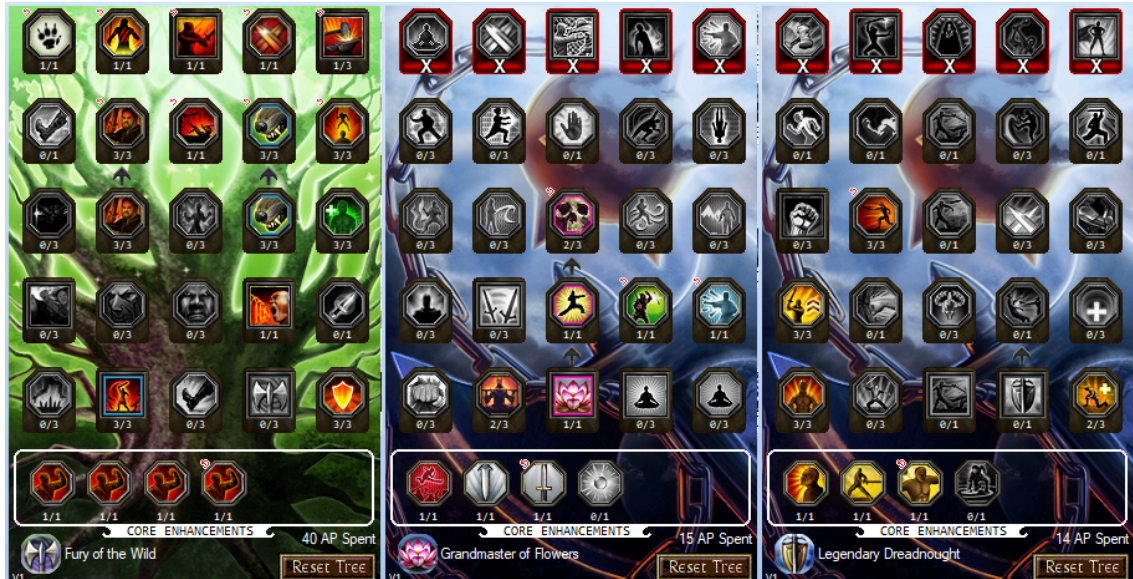 1/1 1/1 1/1 1/1 1/3
0/1 3/3 1/1 3/3 3/3
0/3 3/3 0/3 3/3 0/3
0/3 0/3 0/3 1/1 0/1
0/3 3/3 0/3 0/3 3/3
1/1 1/1 1/1 1/1
CORE ENHANCEMENTS
40 AP Spent
Fury of the Wild
Reset Tree
V1
X X X X X
0/3 0/3 0/1 0/3 0/3
0/3 0/3 2/3 0/3 0/3
0/3 0/3 1/1 1/1 1/1
0/3 2/3 1/1 0/3 0/3
1/1 1/1 1/1 0/1
CORE ENHANCEMENTS
15 AP Spent
Grandmaster of Flowers
Reset Tree
V1
X X X X X
0/1 0/1 0/3 0/3 0/1
0/3 3/3 0/1 0/3 0/3
3/3 0/1 0/3 0/1 0/3
3/3 0/3 0/1 0/1 2/3
1/1 1/1 1/1 0/1
CORE ENHANCEMENTS
14 AP Spent
Legendary Dreadnought
Reset Tree
V1